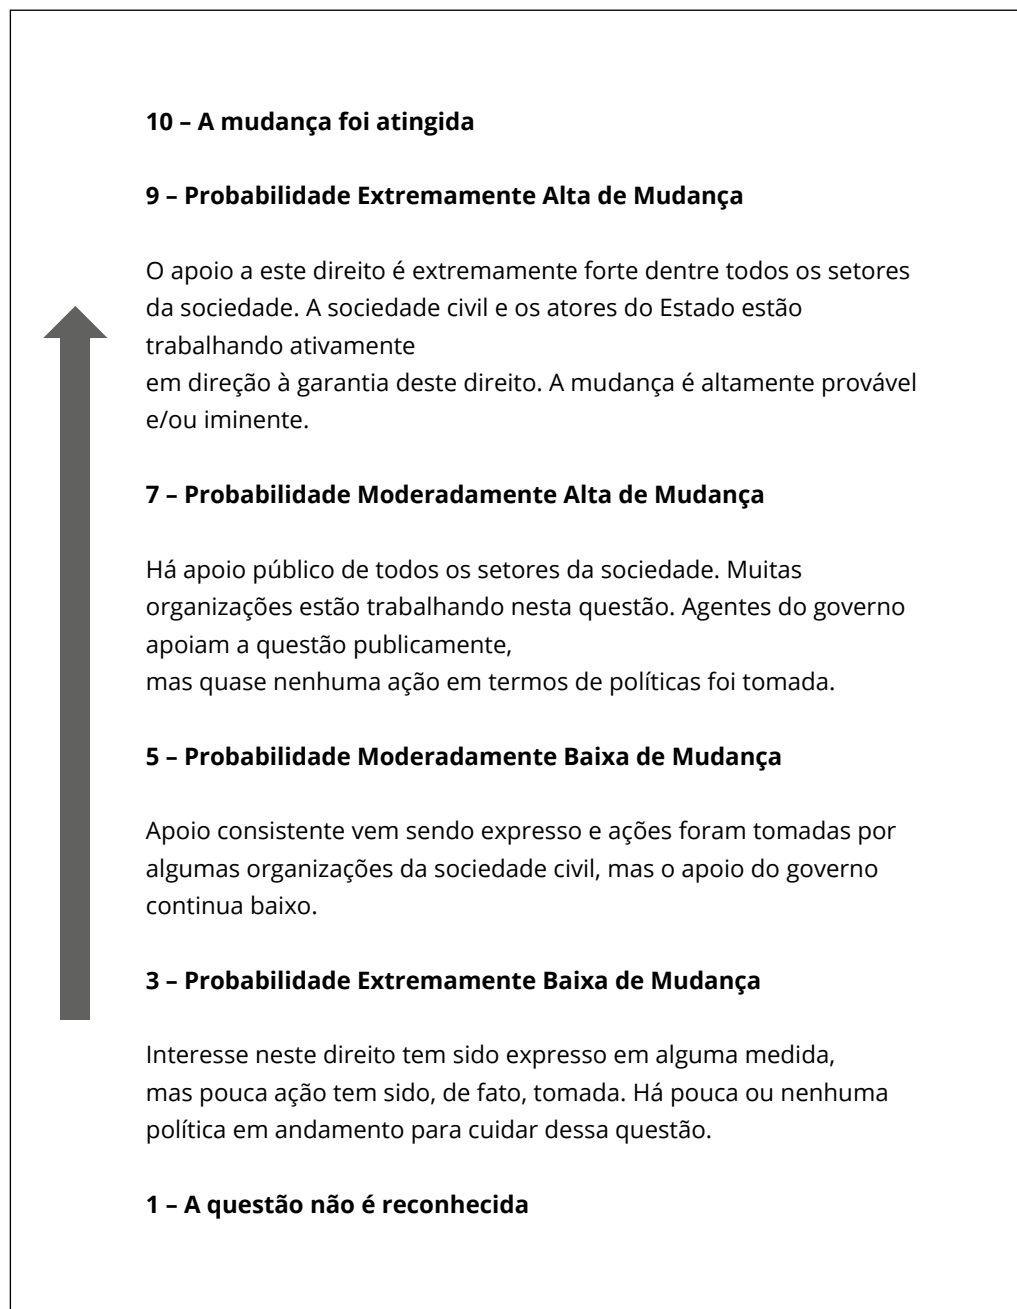 10 – A mudança foi atingida
9 – Probabilidade Extremamente Alta de Mudança
O apoio a este direito é extremamente forte dentre todos os setores
da sociedade. A sociedade civil e os atores do Estado estão
trabalhando ativamente
em direção à garantia deste direito. A mudança é altamente provável
e/ou iminente.
7 – Probabilidade Moderadamente Alta de Mudança
Há apoio público de todos os setores da sociedade. Muitas
organizações estão trabalhando nesta questão. Agentes do governo
apoiam a questão publicamente,
mas quase nenhuma ação em termos de políticas foi tomada.
5 – Probabilidade Moderadamente Baixa de Mudança
Apoio consistente vem sendo expresso e ações foram tomadas por
algumas organizações da sociedade civil, mas o apoio do governo
continua baixo.
3 – Probabilidade Extremamente Baixa de Mudança
Interesse neste direito tem sido expresso em alguma medida,
mas pouca ação tem sido, de fato, tomada. Há pouca ou nenhuma
política em andamento para cuidar dessa questão.
1 – A questão não é reconhecida